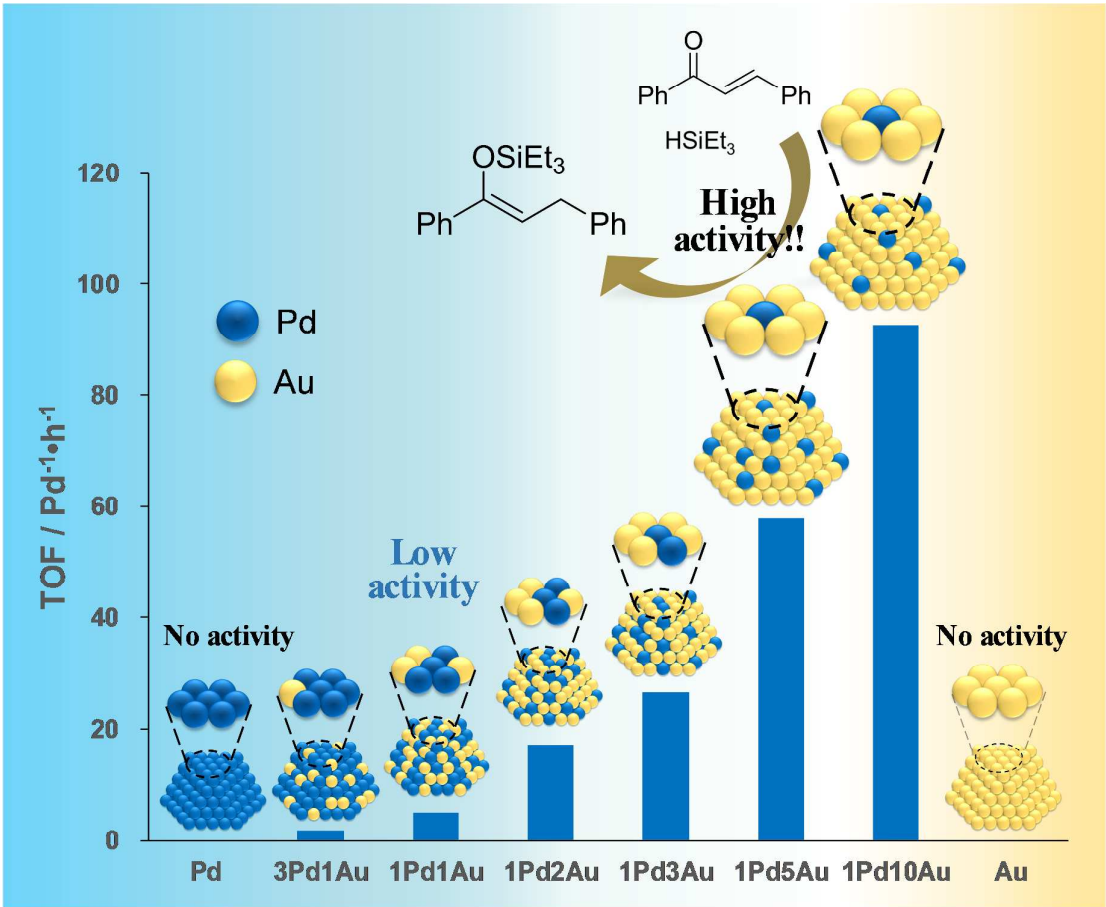 O
Ph
Ph
HSiEt₃
OSiEt₃
Ph
Ph
High
activity!!
Pd
Au
Low
activity
No activity
No activity
TOF / Pd⁻¹•h⁻¹
120
100
80
60
40
20
0
Pd 3Pd1Au 1Pd1Au 1Pd2Au 1Pd3Au 1Pd5Au 1Pd10Au Au